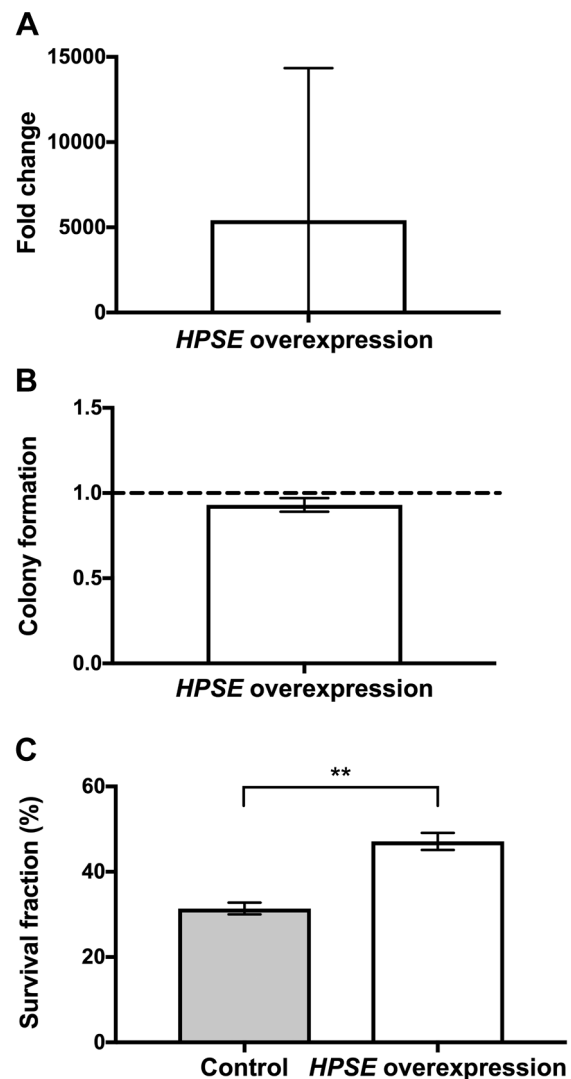 A
15000
10000
5000
0
Fold change
HPSE overexpression
B
1.5
1.0
0.5
0.0
Colony formation
HPSE overexpression
C
**
60
40
20
0
Survival fraction (%)
Control HPSE overexpression